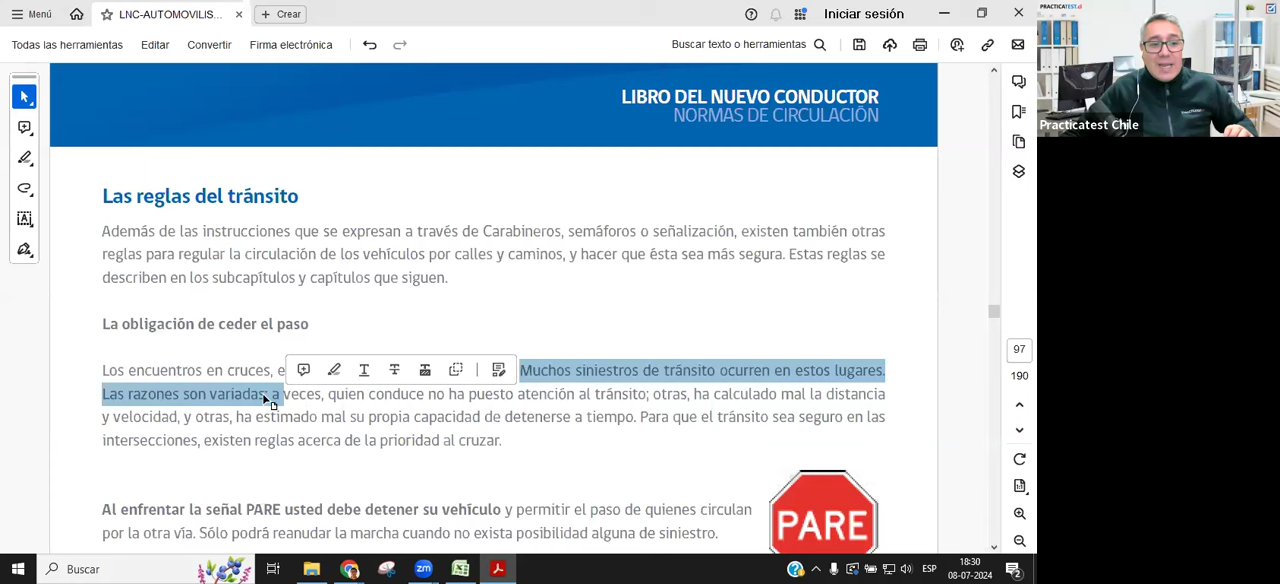 Menú
LNC-AUTOMOVILIS...
Crear
Iniciar sesión
Todas las herramientas
Editar
Convertir
Firma electrónica
Buscar texto o herramientas
PRACTICATEST.cl
Practicatest Chile
LIBRO DEL NUEVO CONDUCTOR
NORMAS DE CIRCULACIÓN
Las reglas del tránsito
Además de las instrucciones que se expresan a través de Carabineros, semáforos o señalización, existen también otras
reglas para regular la circulación de los vehículos por calles y caminos, y hacer que ésta sea más segura. Estas reglas se
describen en los subcapítulos y capítulos que siguen.
La obligación de ceder el paso
Los encuentros en cruces, e
Muchos siniestros de tránsito ocurren en estos lugares.
Las razones son variadas: a veces, quien conduce no ha puesto atención al tránsito; otras, ha calculado mal la distancia
y velocidad, y otras, ha estimado mal su propia capacidad de detenerse a tiempo. Para que el tránsito sea seguro en las
intersecciones, existen reglas acerca de la prioridad al cruzar.
Al enfrentar la señal PARE usted debe detener su vehículo y permitir el paso de quienes circulan
por la otra vía. Sólo podrá reanudar la marcha cuando no exista posibilidad alguna de siniestro.
PARE
97
190
Buscar
zm
ESP
18:30
08-07-2024
2